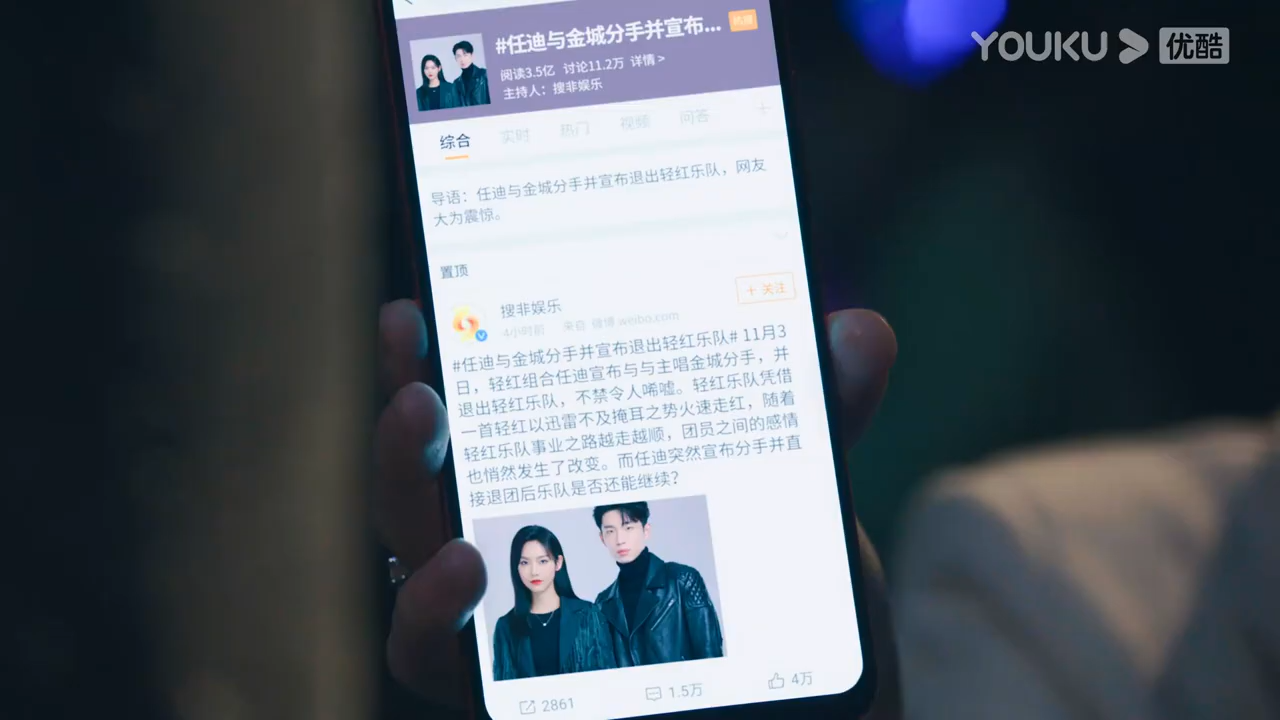 YOUKU 优酷
#任迪与金城分手并宣布... 热搜
阅读3.5亿 讨论11.2万 详情>
主持人：搜非娱乐
综合 实时 热门 视频 问答
导语：任迪与金城分手并宣布退出轻红乐队，网友
大为震惊。
置顶
搜非娱乐
+ 关注
4小时前 来自 微博 weibo.com
#任迪与金城分手并宣布退出轻红乐队# 11月3
日，轻红组合任迪宣布与与主唱金城分手，并
退出轻红乐队，不禁令人唏嘘。轻红乐队凭借
一首轻红以迅雷不及掩耳之势火速走红，随着
轻红乐队事业之路越走越顺，团员之间的感情
也悄然发生了改变。而任迪突然宣布分手并直
接退团后乐队是否还能继续？
2861 1.5万 4万